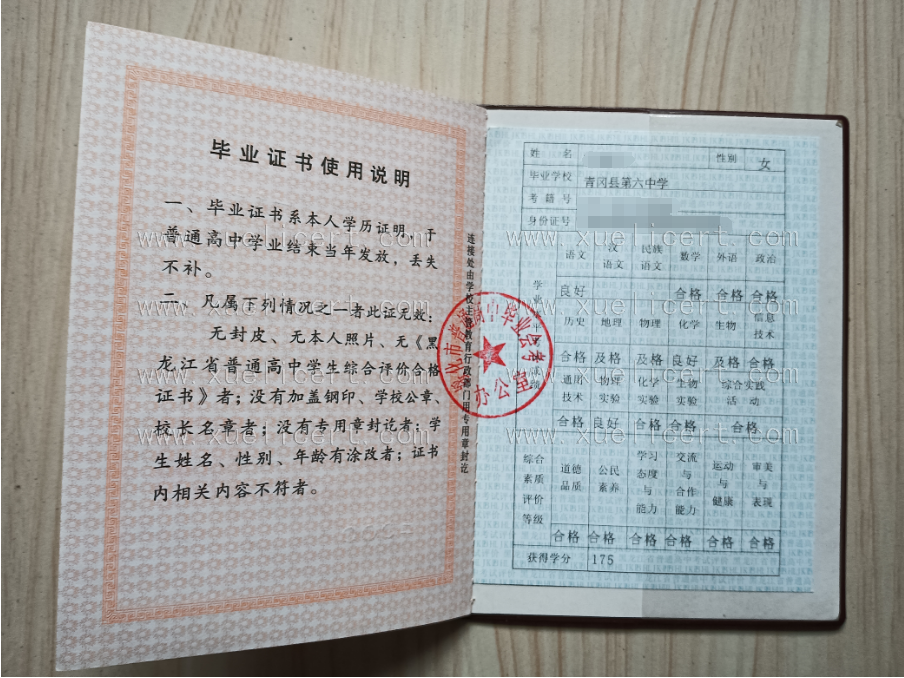 毕业证书使用说明
一、毕业证书系本人学历证明，于
普通高中学业结束当年发放，丢失
不补。
二、凡属下列情况之一者此证无效：
无封皮、无本人照片、无《黑
龙江省普通高中学生综合评价合格
证书》者；没有加盖钢印、学校公章、
校长名章者；没有专用章封讫者；学
生姓名、性别、年龄有涂改者；证书
内相关内容不符者。
连接处由学校主管教育行政部门用专用章封讫
办公室
姓 名 性别 女
毕业学校 青冈县第六中学
考籍号
身份证号
语文 汉语文 民族语文 数学 外语 政治
良好 合格 合格 合格
历史 地理 物理 化学 生物 信息技术
合格 及格 及格 良好 及格 合格
通用技术 物理实验 化学实验 生物实验 综合实践活动
合格 良好 合格 合格 合格
综合素质评价等级
道德品质 公民素养 学习态度与能力 交流与合作能力 运动与健康 审美与表现
合格 合格 合格 合格 合格 合格
获得学分 175
www.xuelicert.com
www.xuelicert.com
www.xuelicert.com
www.xuelicert.com
www.xuelicert.com
www.xuelicert.com